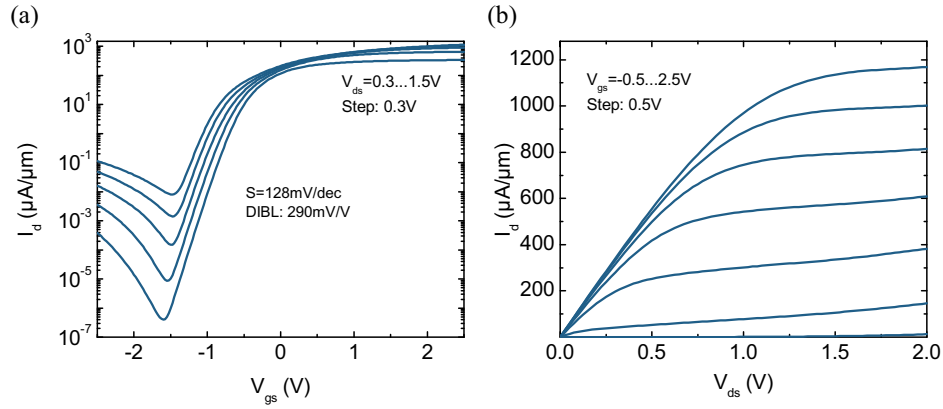 (a)
10^3
10^1
10^-1
10^-3
10^-5
10^-7
I_d (μA/μm)
V_ds=0.3...1.5V
Step: 0.3V
S=128mV/dec
DIBL: 290mV/V
-2 -1 0 1 2
V_gs (V)
(b)
1200
1000
800
600
400
200
I_d (μA/μm)
V_gs=-0.5...2.5V
Step: 0.5V
0.0 0.5 1.0 1.5 2.0
V_ds (V)